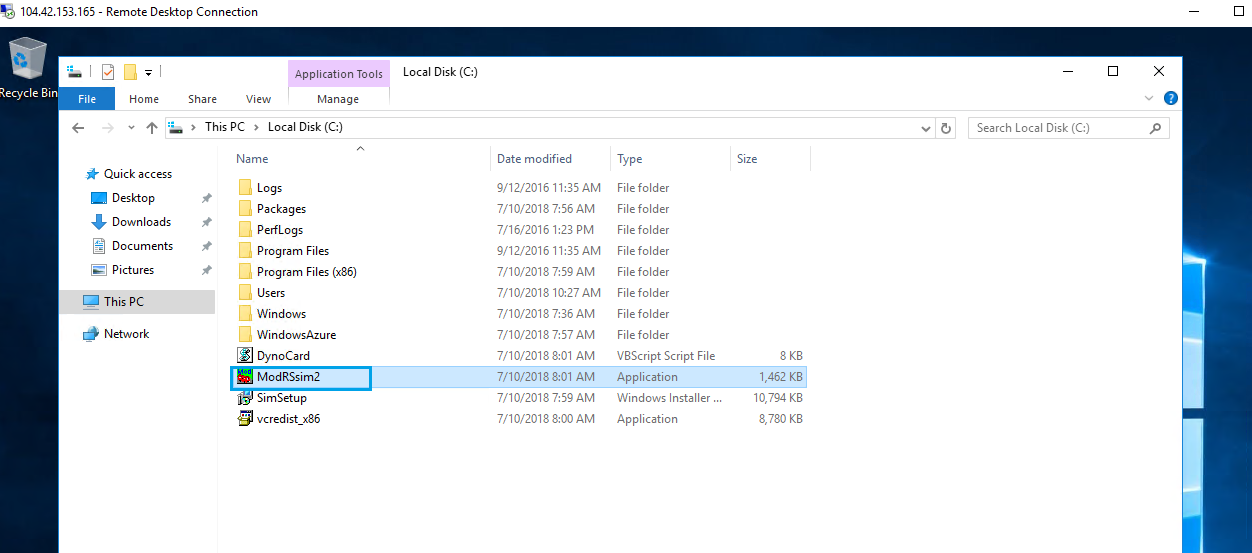 104.42.153.165 - Remote Desktop Connection
Recycle Bin
Application Tools Local Disk (C:)
File Home Share View Manage
This PC Local Disk (C:) Search Local Disk (C:)
Name Date modified Type Size
Quick access
Desktop
Downloads
Documents
Pictures
This PC
Network
Logs 9/12/2016 11:35 AM File folder
Packages 7/10/2018 7:56 AM File folder
PerfLogs 7/16/2016 1:23 PM File folder
Program Files 9/12/2016 11:35 AM File folder
Program Files (x86) 7/10/2018 7:59 AM File folder
Users 7/10/2018 10:27 AM File folder
Windows 7/10/2018 7:36 AM File folder
WindowsAzure 7/10/2018 7:57 AM File folder
DynoCard 7/10/2018 8:01 AM VBScript Script File 8 KB
ModRSsim2 7/10/2018 8:01 AM Application 1,462 KB
SimSetup 7/10/2018 7:59 AM Windows Installer ... 10,794 KB
vcredist_x86 7/10/2018 8:00 AM Application 8,780 KB